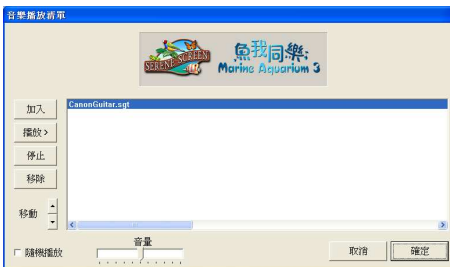 音樂播放清單
SERENE SCREEN
魚我同樂:
Marine Aquarium 3
加入
CanonGuitar.sgt
播放>
停止
移除
移動
音量
隨機播放
取消
確定